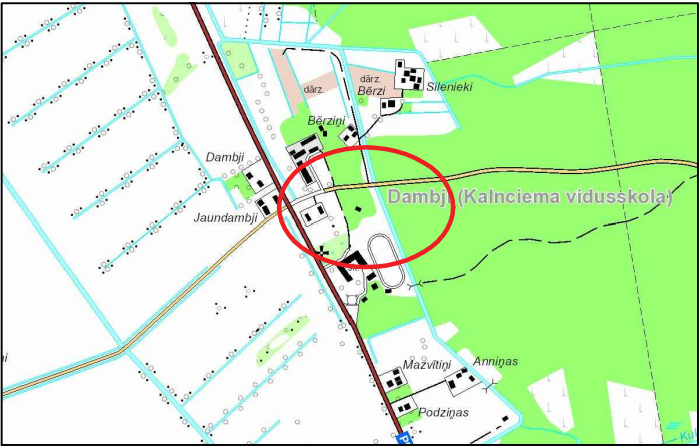 dārz.
Silenieki
dārz.
Bērzi
Bērziņi
Dambji
Dambji (Kalnciema vidusskola)
Jaundambji
Mazvītiņi
Anniņas
Podziņas